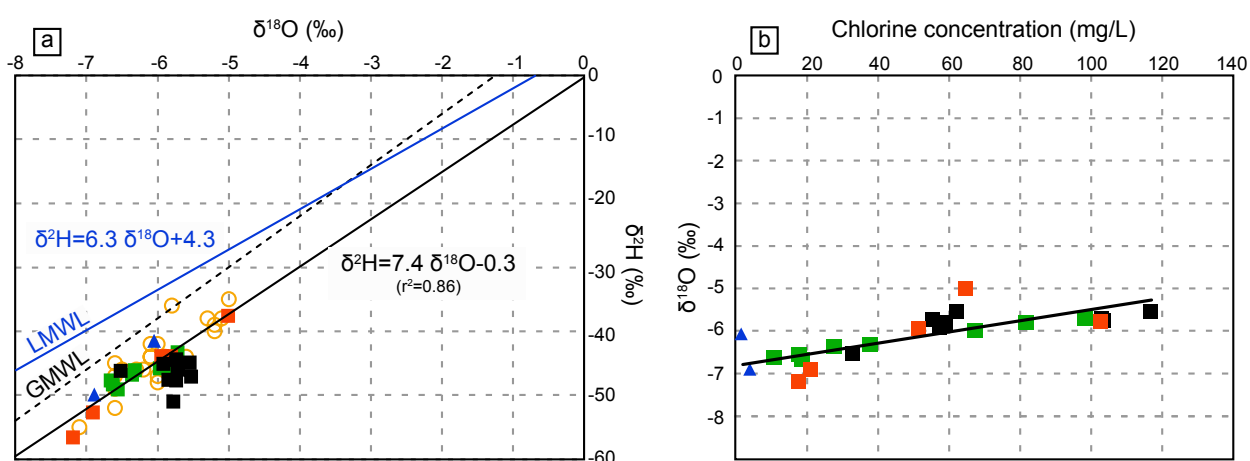 a
δ¹⁸O (‰)
-8 -7 -6 -5 -4 -3 -2 -1 0
0
-10
-20
-30
-40
-50
-60
δ²H (‰)
δ²H=6.3 δ¹⁸O+4.3
δ²H=7.4 δ¹⁸O-0.3
(r²=0.86)
LMWL
GMWL
b
Chlorine concentration (mg/L)
0 20 40 60 80 100 120 140
0
-1
-2
-3
-4
-5
-6
-7
-8
δ¹⁸O (‰)